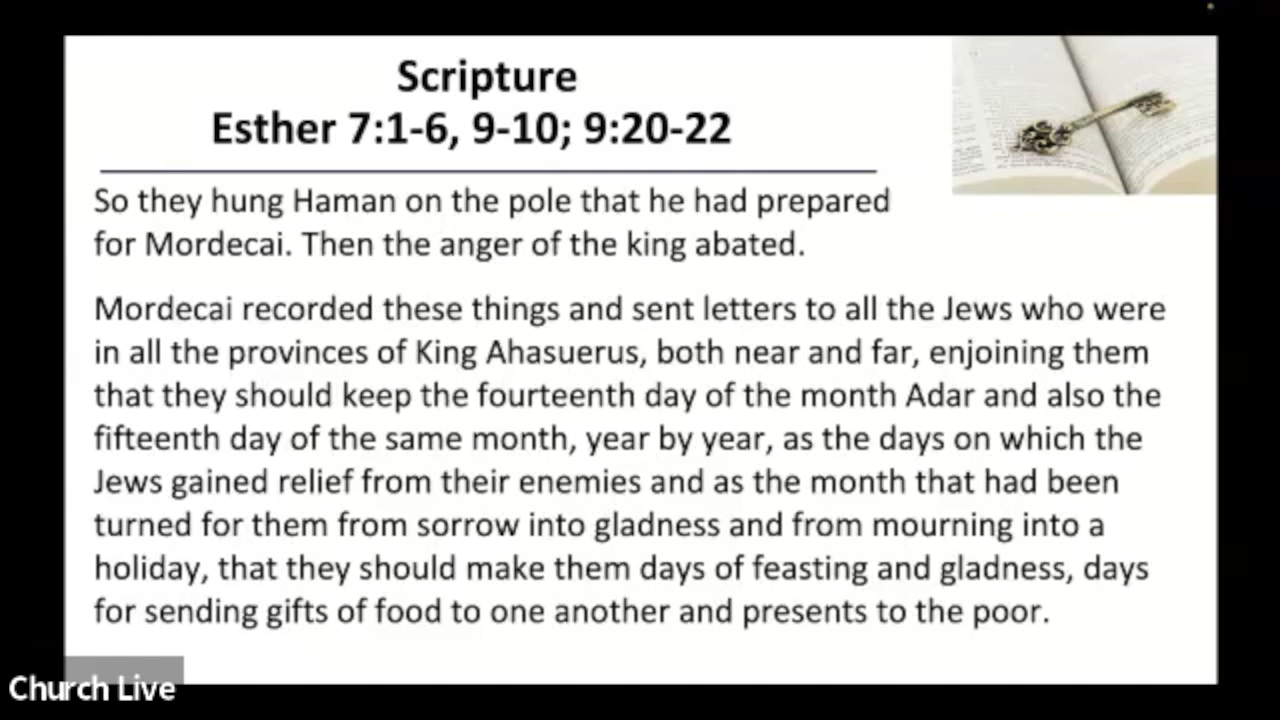 Scripture
Esther 7:1-6, 9-10; 9:20-22
So they hung Haman on the pole that he had prepared
for Mordecai. Then the anger of the king abated.
Mordecai recorded these things and sent letters to all the Jews who were
in all the provinces of King Ahasuerus, both near and far, enjoining them
that they should keep the fourteenth day of the month Adar and also the
fifteenth day of the same month, year by year, as the days on which the
Jews gained relief from their enemies and as the month that had been
turned for them from sorrow into gladness and from mourning into a
holiday, that they should make them days of feasting and gladness, days
for sending gifts of food to one another and presents to the poor.
Church Live